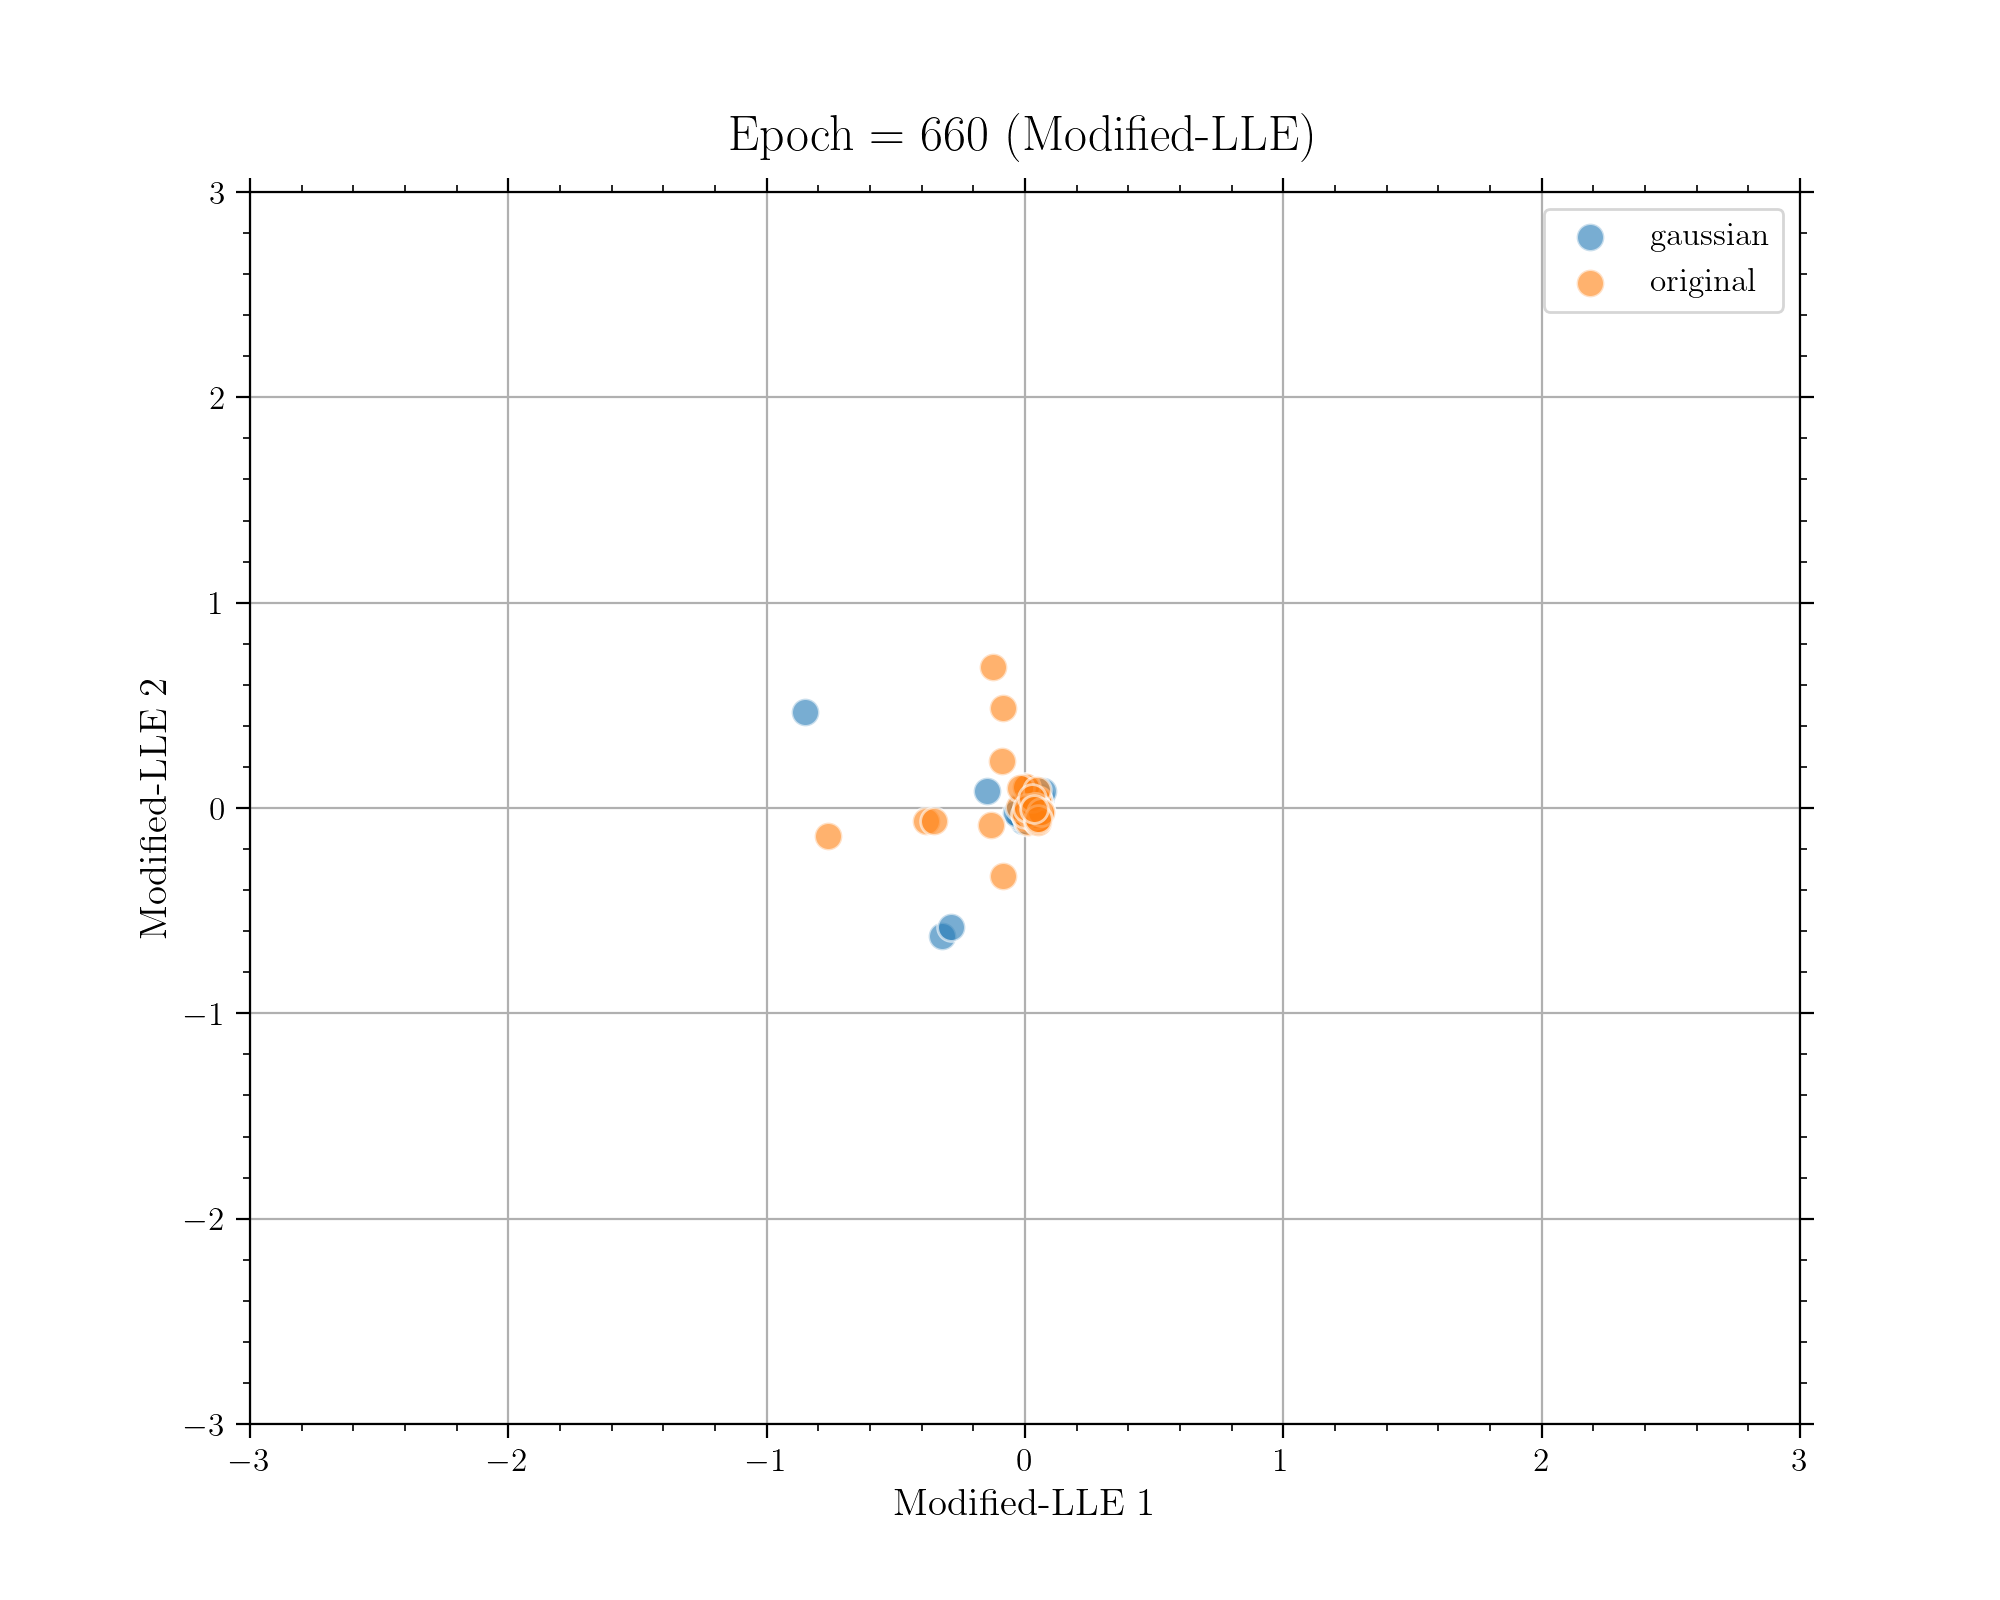 Epoch = 660 (Modified-LLE)
gaussian
original
3
2
1
0
−1
−2
−3
Modified-LLE 2
−3
−2
−1
0
1
2
3
Modified-LLE 1